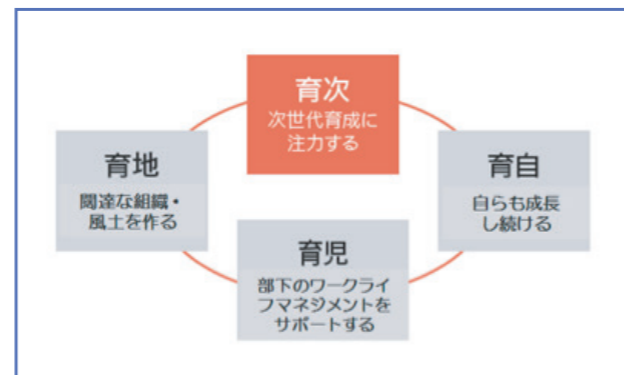 育次
次世代育成に
注力する
育地
闊達な組織・
風土を作る
育自
自らも成長
し続ける
育児
部下のワークライ
フマネジメントを
サポートする